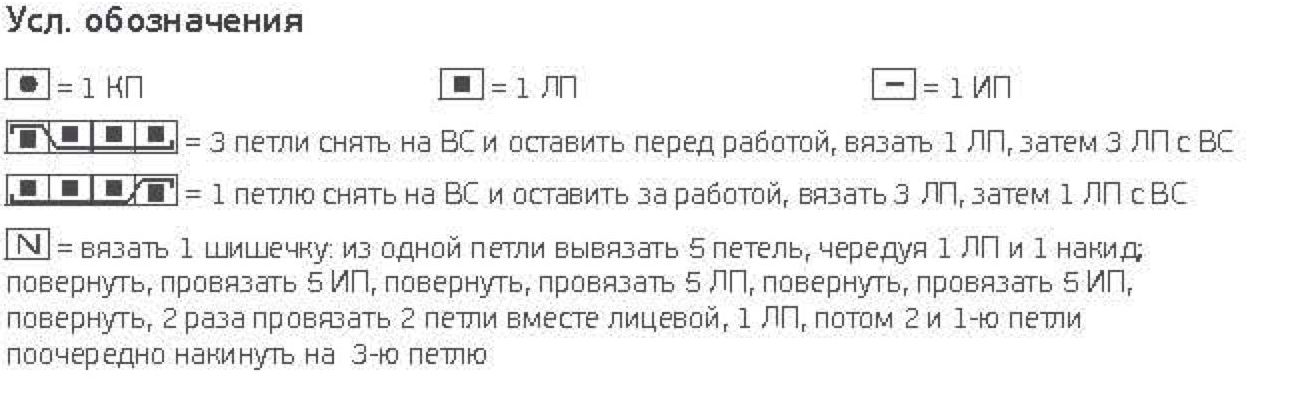 Усл. обозначения
= 1 КП = 1 ЛП = 1 ИП
= 3 петли снять на ВС и оставить перед работой, вязать 1 ЛП, затем 3 ЛП с ВС
= 1 петлю снять на ВС и оставить за работой, вязать 3 ЛП, затем 1 ЛП с ВС
N = вязать 1 шишечку: из одной петли вывязать 5 петель, чередуя 1 ЛП и 1 накид;
повернуть, провязать 5 ИП, повернуть, провязать 5 ЛП, повернуть, провязать 5 ИП,
повернуть, 2 раза провязать 2 петли вместе лицевой, 1 ЛП, потом 2 и 1-ю петли
поочередно накинуть на 3-ю петлю